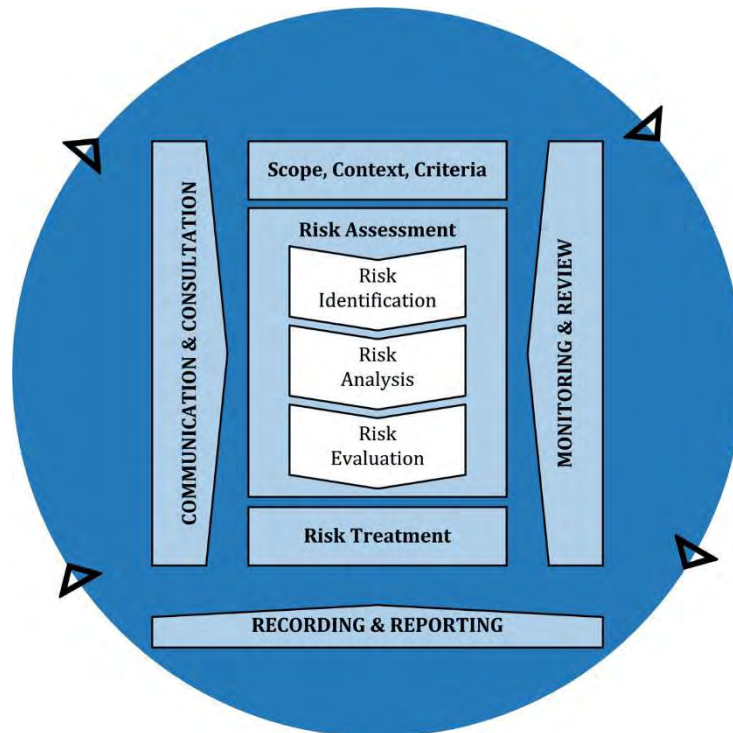 Scope, Context, Criteria
Risk Assessment
Risk
Identification
Risk
Analysis
Risk
Evaluation
Risk Treatment
COMMUNICATION & CONSULTATION
MONITORING & REVIEW
RECORDING & REPORTING